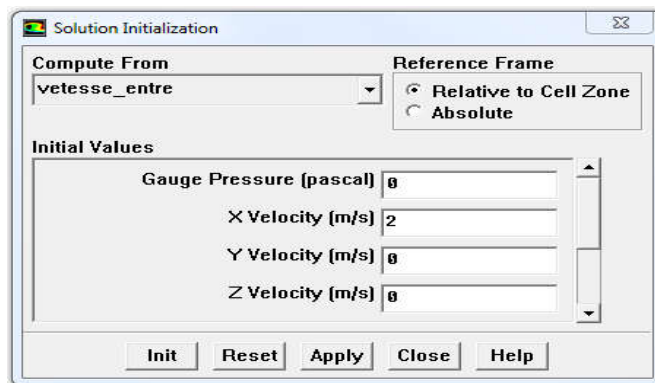 Solution Initialization
Compute From
vetesse_entre
Reference Frame
Relative to Cell Zone
Absolute
Initial Values
Gauge Pressure (pascal) 0
X Velocity (m/s) 2
Y Velocity (m/s) 0
Z Velocity (m/s) 0
Init Reset Apply Close Help